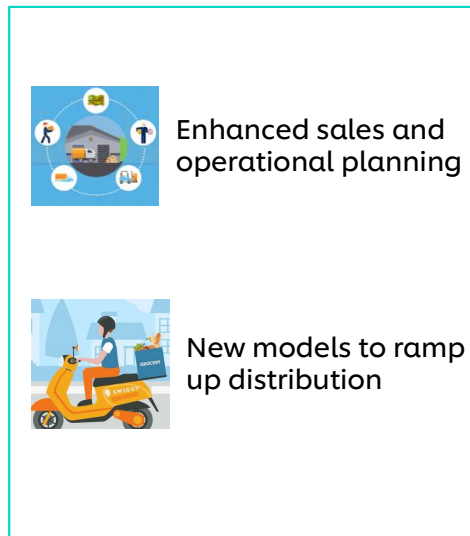 Enhanced sales and
operational planning
GROCERY
SWIGGY
New models to ramp
up distribution